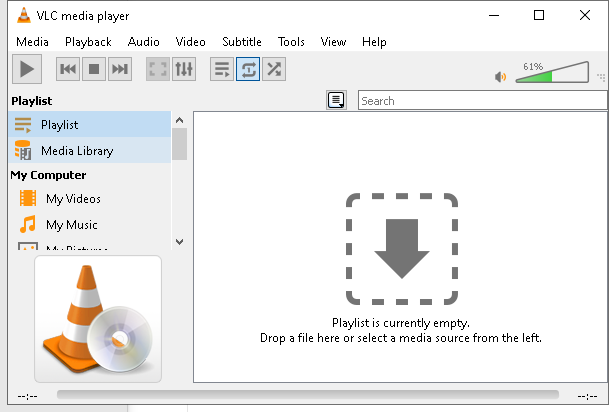 VLC media player
Media Playback Audio Video Subtitle Tools View Help
61%
Playlist
Search
Playlist
Media Library
My Computer
My Videos
My Music
Playlist is currently empty.
Drop a file here or select a media source from the left.
--:-- --:--